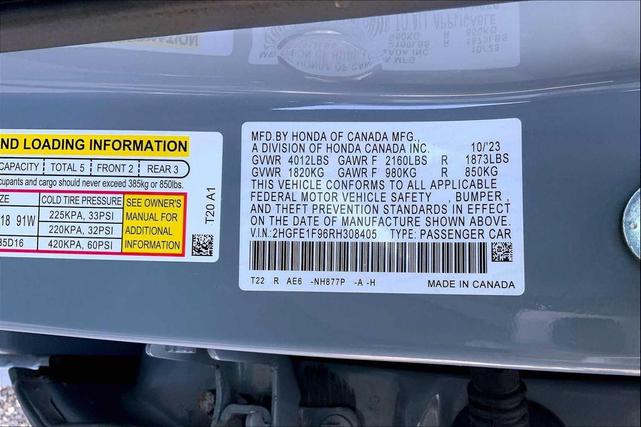 ND LOADING INFORMATION
CAPACITY TOTAL 5 FRONT 2 REAR 3
cupants and cargo should never exceed 385kg or 850lbs.
ZE COLD TIRE PRESSURE
18 91W 225KPA, 33PSI
220KPA, 32PSI
85D16 420KPA, 60PSI
SEE OWNER'S
MANUAL FOR
ADDITIONAL
INFORMATION
T20 A1
MFD.BY HONDA OF CANADA MFG.,
A DIVISION OF HONDA CANADA INC. 10/'23
GVWR 4012LBS GAWR F 2160LBS R 1873LBS
GVWR 1820KG GAWR F 980KG R 850KG
THIS VEHICLE CONFORMS TO ALL APPLICABLE
FEDERAL MOTOR VEHICLE SAFETY , BUMPER ,
AND THEFT PREVENTION STANDARDS IN EFFECT
ON THE DATE OF MANUFACTURE SHOWN ABOVE.
V.I.N.:2HGFE1F96RH308405 TYPE: PASSENGER CAR
T22 R AE6 -NH877P -A -H MADE IN CANADA